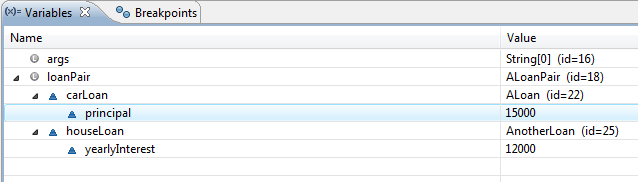 (x)= Variables Breakpoints
Name Value
args String[0] (id=16)
loanPair ALoanPair (id=18)
carLoan ALoan (id=22)
principal 15000
houseLoan AnotherLoan (id=25)
yearlyInterest 12000